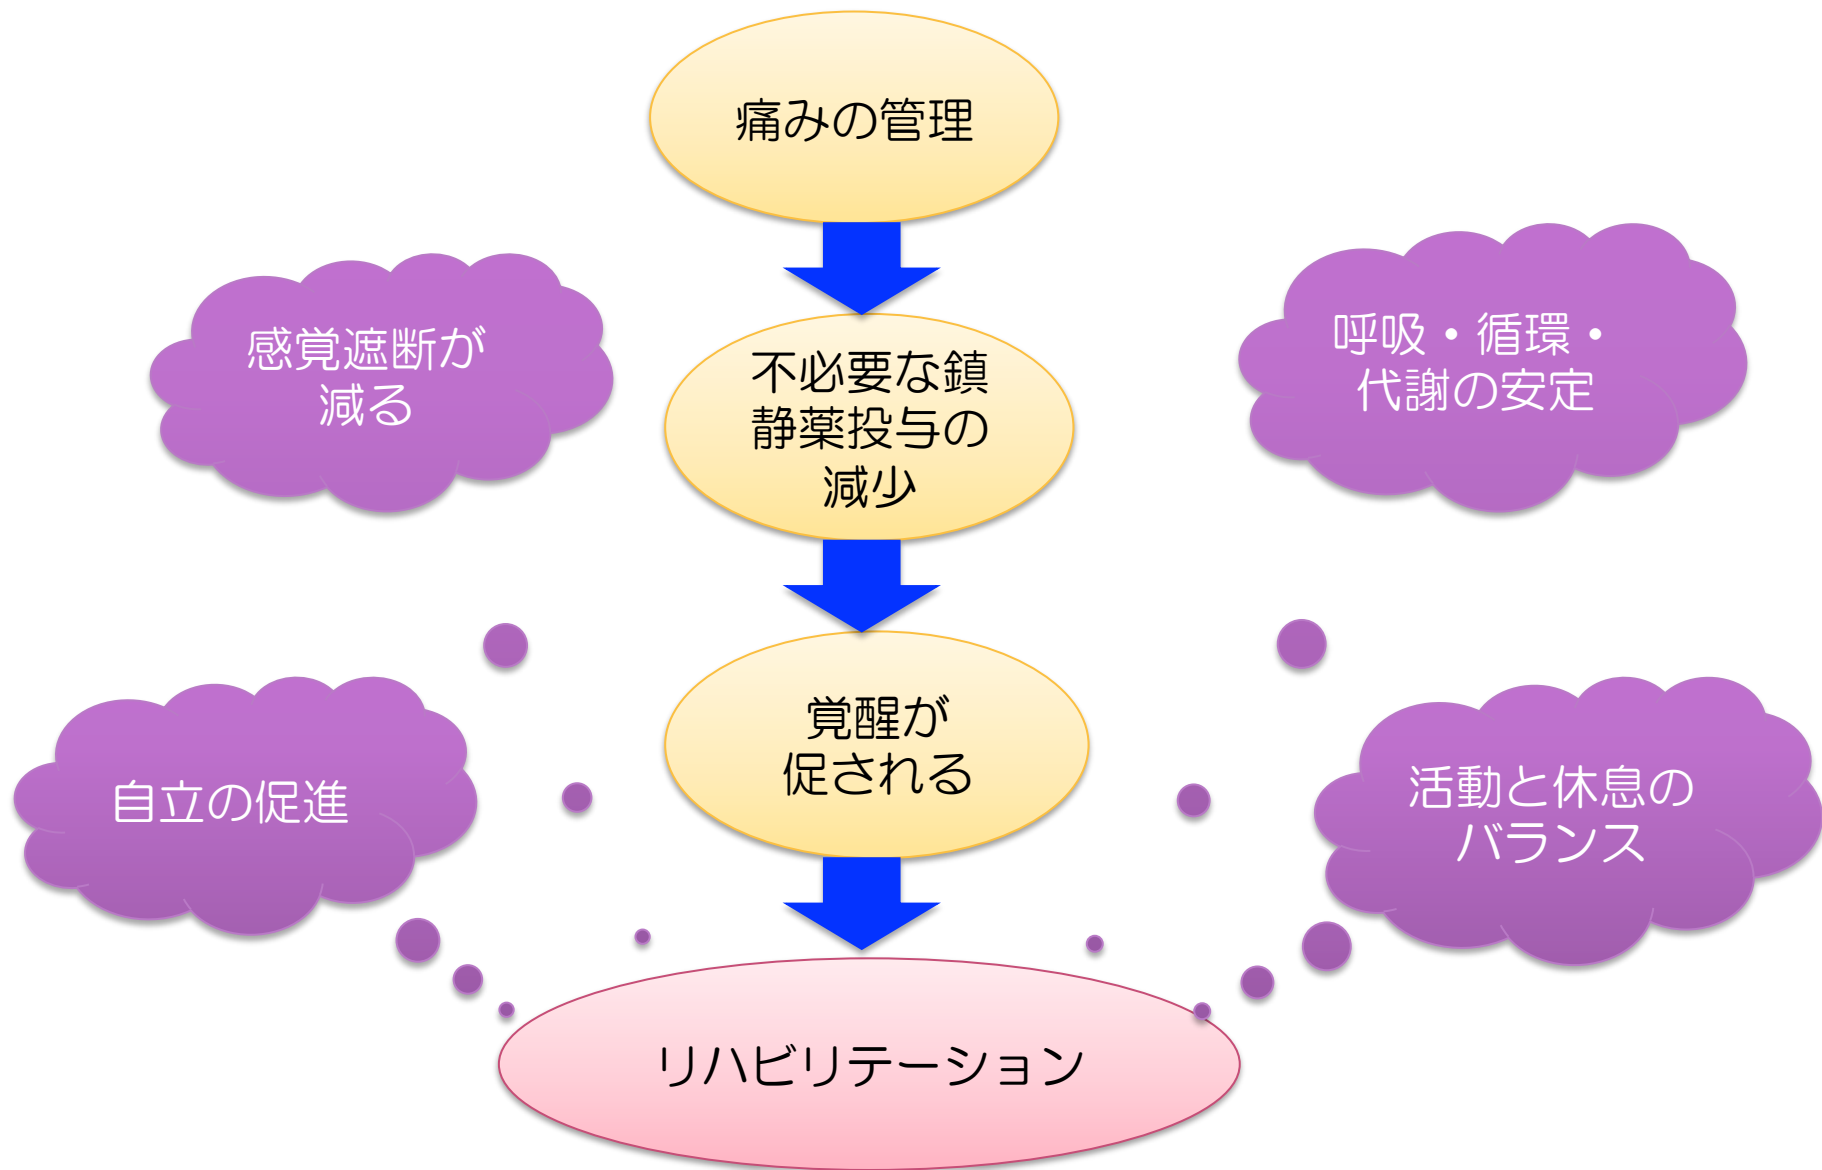 痛みの管理
感覚遮断が
減る
不必要な鎮
静薬投与の
減少
呼吸・循環・
代謝の安定
自立の促進
覚醒が
促される
活動と休息の
バランス
リハビリテーション